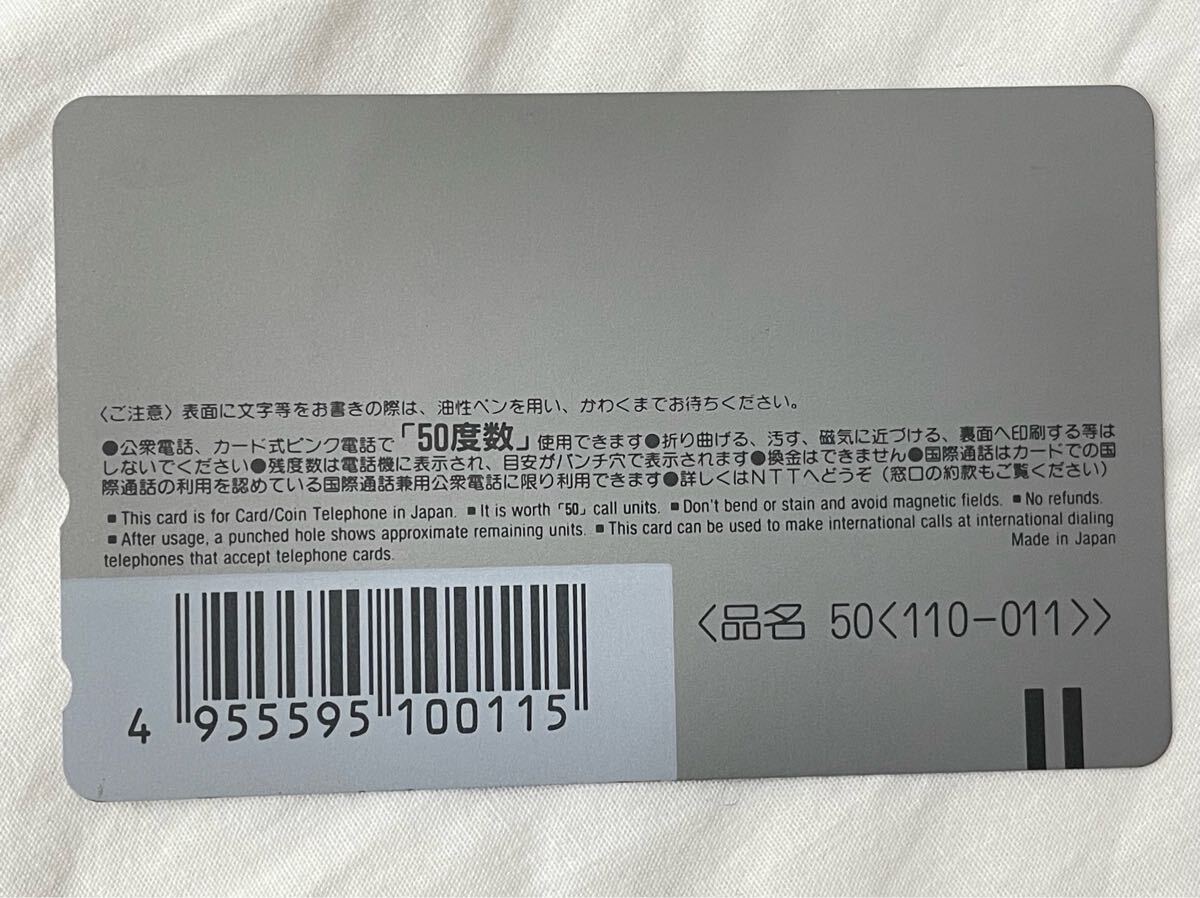 〈ご注意〉表面に文字等をお書きの際は、油性ペンを用い、かわくまでお待ちください。
●公衆電話、カード式ピンク電話で「50度数」使用できます●折り曲げる、汚す、磁気に近づける、裏面へ印刷する等は
しないでください●残度数は電話機に表示され、目安がパンチ穴で表示されます●換金はできません●国際通話はカードでの国
際通話の利用を認めている国際通話兼用公衆電話に限り利用できます●詳しくはNTTへどうぞ（窓口の約款もご覧ください）
■ This card is for Card/Coin Telephone in Japan. ■ It is worth 「50」 call units. ■ Don't bend or stain and avoid magnetic fields. ■ No refunds.
■ After usage, a punched hole shows approximate remaining units. ■ This card can be used to make international calls at international dialing
telephones that accept telephone cards.
Made in Japan
〈品名 50〈110-011〉〉
4 955595 100115